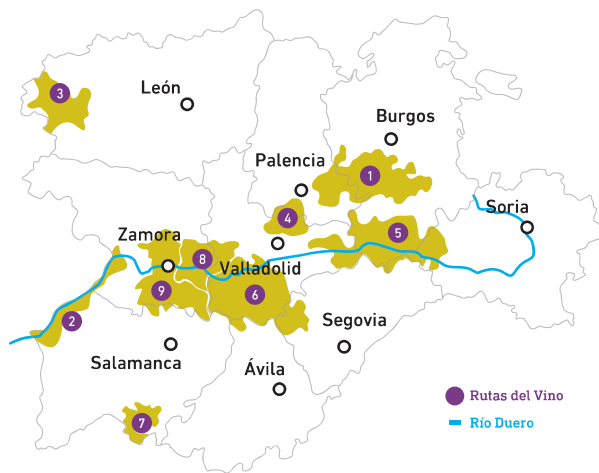 León
3
Burgos
Palencia
1
4
Soria
5
Zamora
8
Valladolid
9
6
2
Segovia
Salamanca
Ávila
7
Rutas del Vino
Río Duero